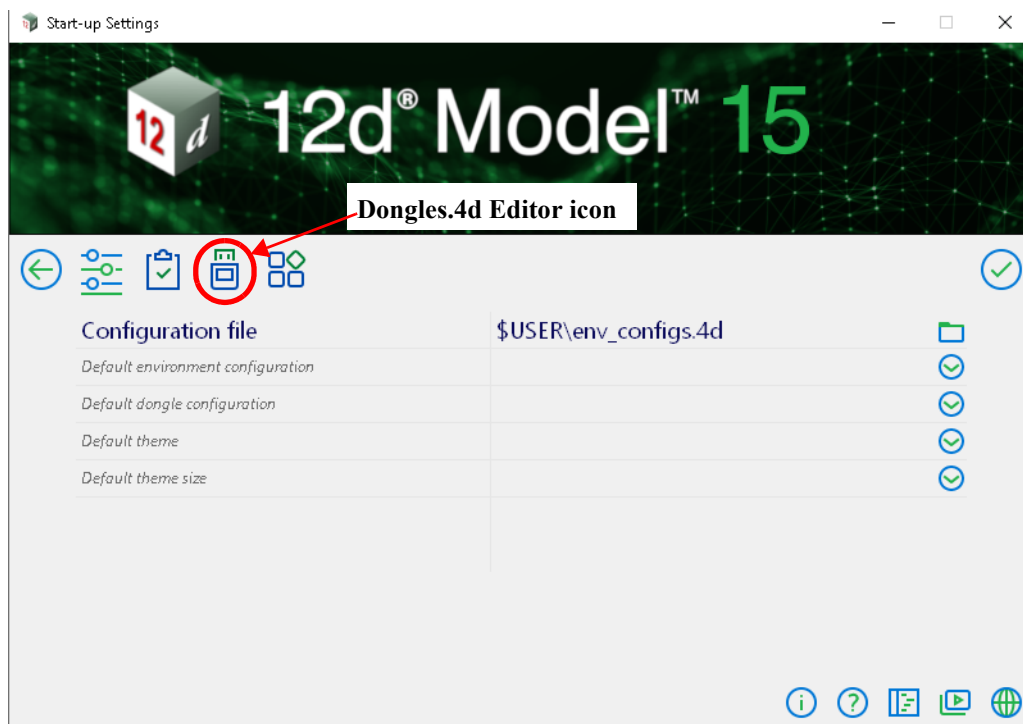 Start-up Settings
12 d 12d® Model™ 15
Dongles.4d Editor icon
Configuration file $USER\env_configs.4d
Default environment configuration
Default dongle configuration
Default theme
Default theme size